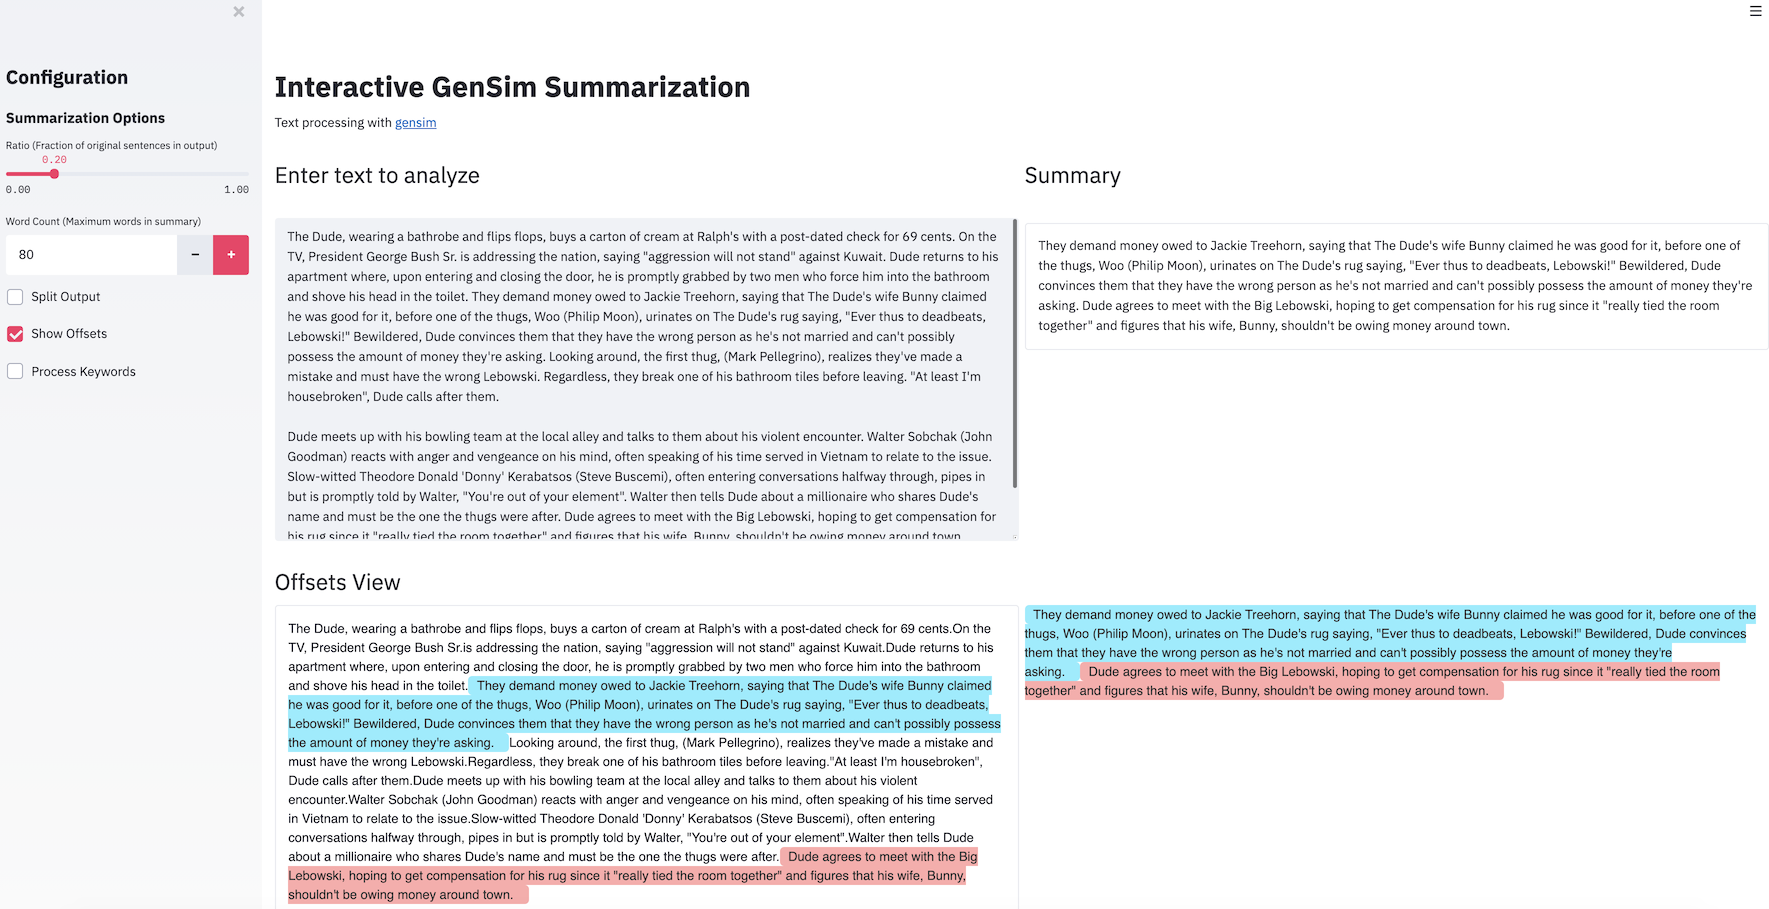 Configuration
Summarization Options
Ratio (Fraction of original sentences in output)
0.20
0.00 1.00
Word Count (Maximum words in summary)
80 − +
Split Output
Show Offsets
Process Keywords
Interactive GenSim Summarization
Text processing with gensim
Enter text to analyze
The Dude, wearing a bathrobe and flips flops, buys a carton of cream at Ralph's with a post-dated check for 69 cents. On the
TV, President George Bush Sr. is addressing the nation, saying "aggression will not stand" against Kuwait. Dude returns to his
apartment where, upon entering and closing the door, he is promptly grabbed by two men who force him into the bathroom
and shove his head in the toilet. They demand money owed to Jackie Treehorn, saying that The Dude's wife Bunny claimed
he was good for it, before one of the thugs, Woo (Philip Moon), urinates on The Dude's rug saying, "Ever thus to deadbeats,
Lebowski!" Bewildered, Dude convinces them that they have the wrong person as he's not married and can't possibly
possess the amount of money they're asking. Looking around, the first thug, (Mark Pellegrino), realizes they've made a
mistake and must have the wrong Lebowski. Regardless, they break one of his bathroom tiles before leaving. "At least I'm
housebroken", Dude calls after them.
Dude meets up with his bowling team at the local alley and talks to them about his violent encounter. Walter Sobchak (John
Goodman) reacts with anger and vengeance on his mind, often speaking of his time served in Vietnam to relate to the issue.
Slow-witted Theodore Donald 'Donny' Kerabatsos (Steve Buscemi), often entering conversations halfway through, pipes in
but is promptly told by Walter, "You're out of your element". Walter then tells Dude about a millionaire who shares Dude's
name and must be the one the thugs were after. Dude agrees to meet with the Big Lebowski, hoping to get compensation for
his rug since it "really tied the room together" and figures that his wife, Bunny, shouldn't be owing money around town.
Summary
They demand money owed to Jackie Treehorn, saying that The Dude's wife Bunny claimed he was good for it, before one of
the thugs, Woo (Philip Moon), urinates on The Dude's rug saying, "Ever thus to deadbeats, Lebowski!" Bewildered, Dude
convinces them that they have the wrong person as he's not married and can't possibly possess the amount of money they're
asking. Dude agrees to meet with the Big Lebowski, hoping to get compensation for his rug since it "really tied the room
together" and figures that his wife, Bunny, shouldn't be owing money around town.
Offsets View
The Dude, wearing a bathrobe and flips flops, buys a carton of cream at Ralph's with a post-dated check for 69 cents.On the
TV, President George Bush Sr.is addressing the nation, saying "aggression will not stand" against Kuwait.Dude returns to his
apartment where, upon entering and closing the door, he is promptly grabbed by two men who force him into the bathroom
and shove his head in the toilet. They demand money owed to Jackie Treehorn, saying that The Dude's wife Bunny claimed
he was good for it, before one of the thugs, Woo (Philip Moon), urinates on The Dude's rug saying, "Ever thus to deadbeats,
Lebowski!" Bewildered, Dude convinces them that they have the wrong person as he's not married and can't possibly possess
the amount of money they're asking. Looking around, the first thug, (Mark Pellegrino), realizes they've made a mistake and
must have the wrong Lebowski.Regardless, they break one of his bathroom tiles before leaving."At least I'm housebroken",
Dude calls after them.Dude meets up with his bowling team at the local alley and talks to them about his violent
encounter.Walter Sobchak (John Goodman) reacts with anger and vengeance on his mind, often speaking of his time served
in Vietnam to relate to the issue.Slow-witted Theodore Donald 'Donny' Kerabatsos (Steve Buscemi), often entering
conversations halfway through, pipes in but is promptly told by Walter, "You're out of your element".Walter then tells Dude
about a millionaire who shares Dude's name and must be the one the thugs were after. Dude agrees to meet with the Big
Lebowski, hoping to get compensation for his rug since it "really tied the room together" and figures that his wife, Bunny,
shouldn't be owing money around town.
They demand money owed to Jackie Treehorn, saying that The Dude's wife Bunny claimed he was good for it, before one of the
thugs, Woo (Philip Moon), urinates on The Dude's rug saying, "Ever thus to deadbeats, Lebowski!" Bewildered, Dude convinces
them that they have the wrong person as he's not married and can't possibly possess the amount of money they're
asking. Dude agrees to meet with the Big Lebowski, hoping to get compensation for his rug since it "really tied the room
together" and figures that his wife, Bunny, shouldn't be owing money around town.